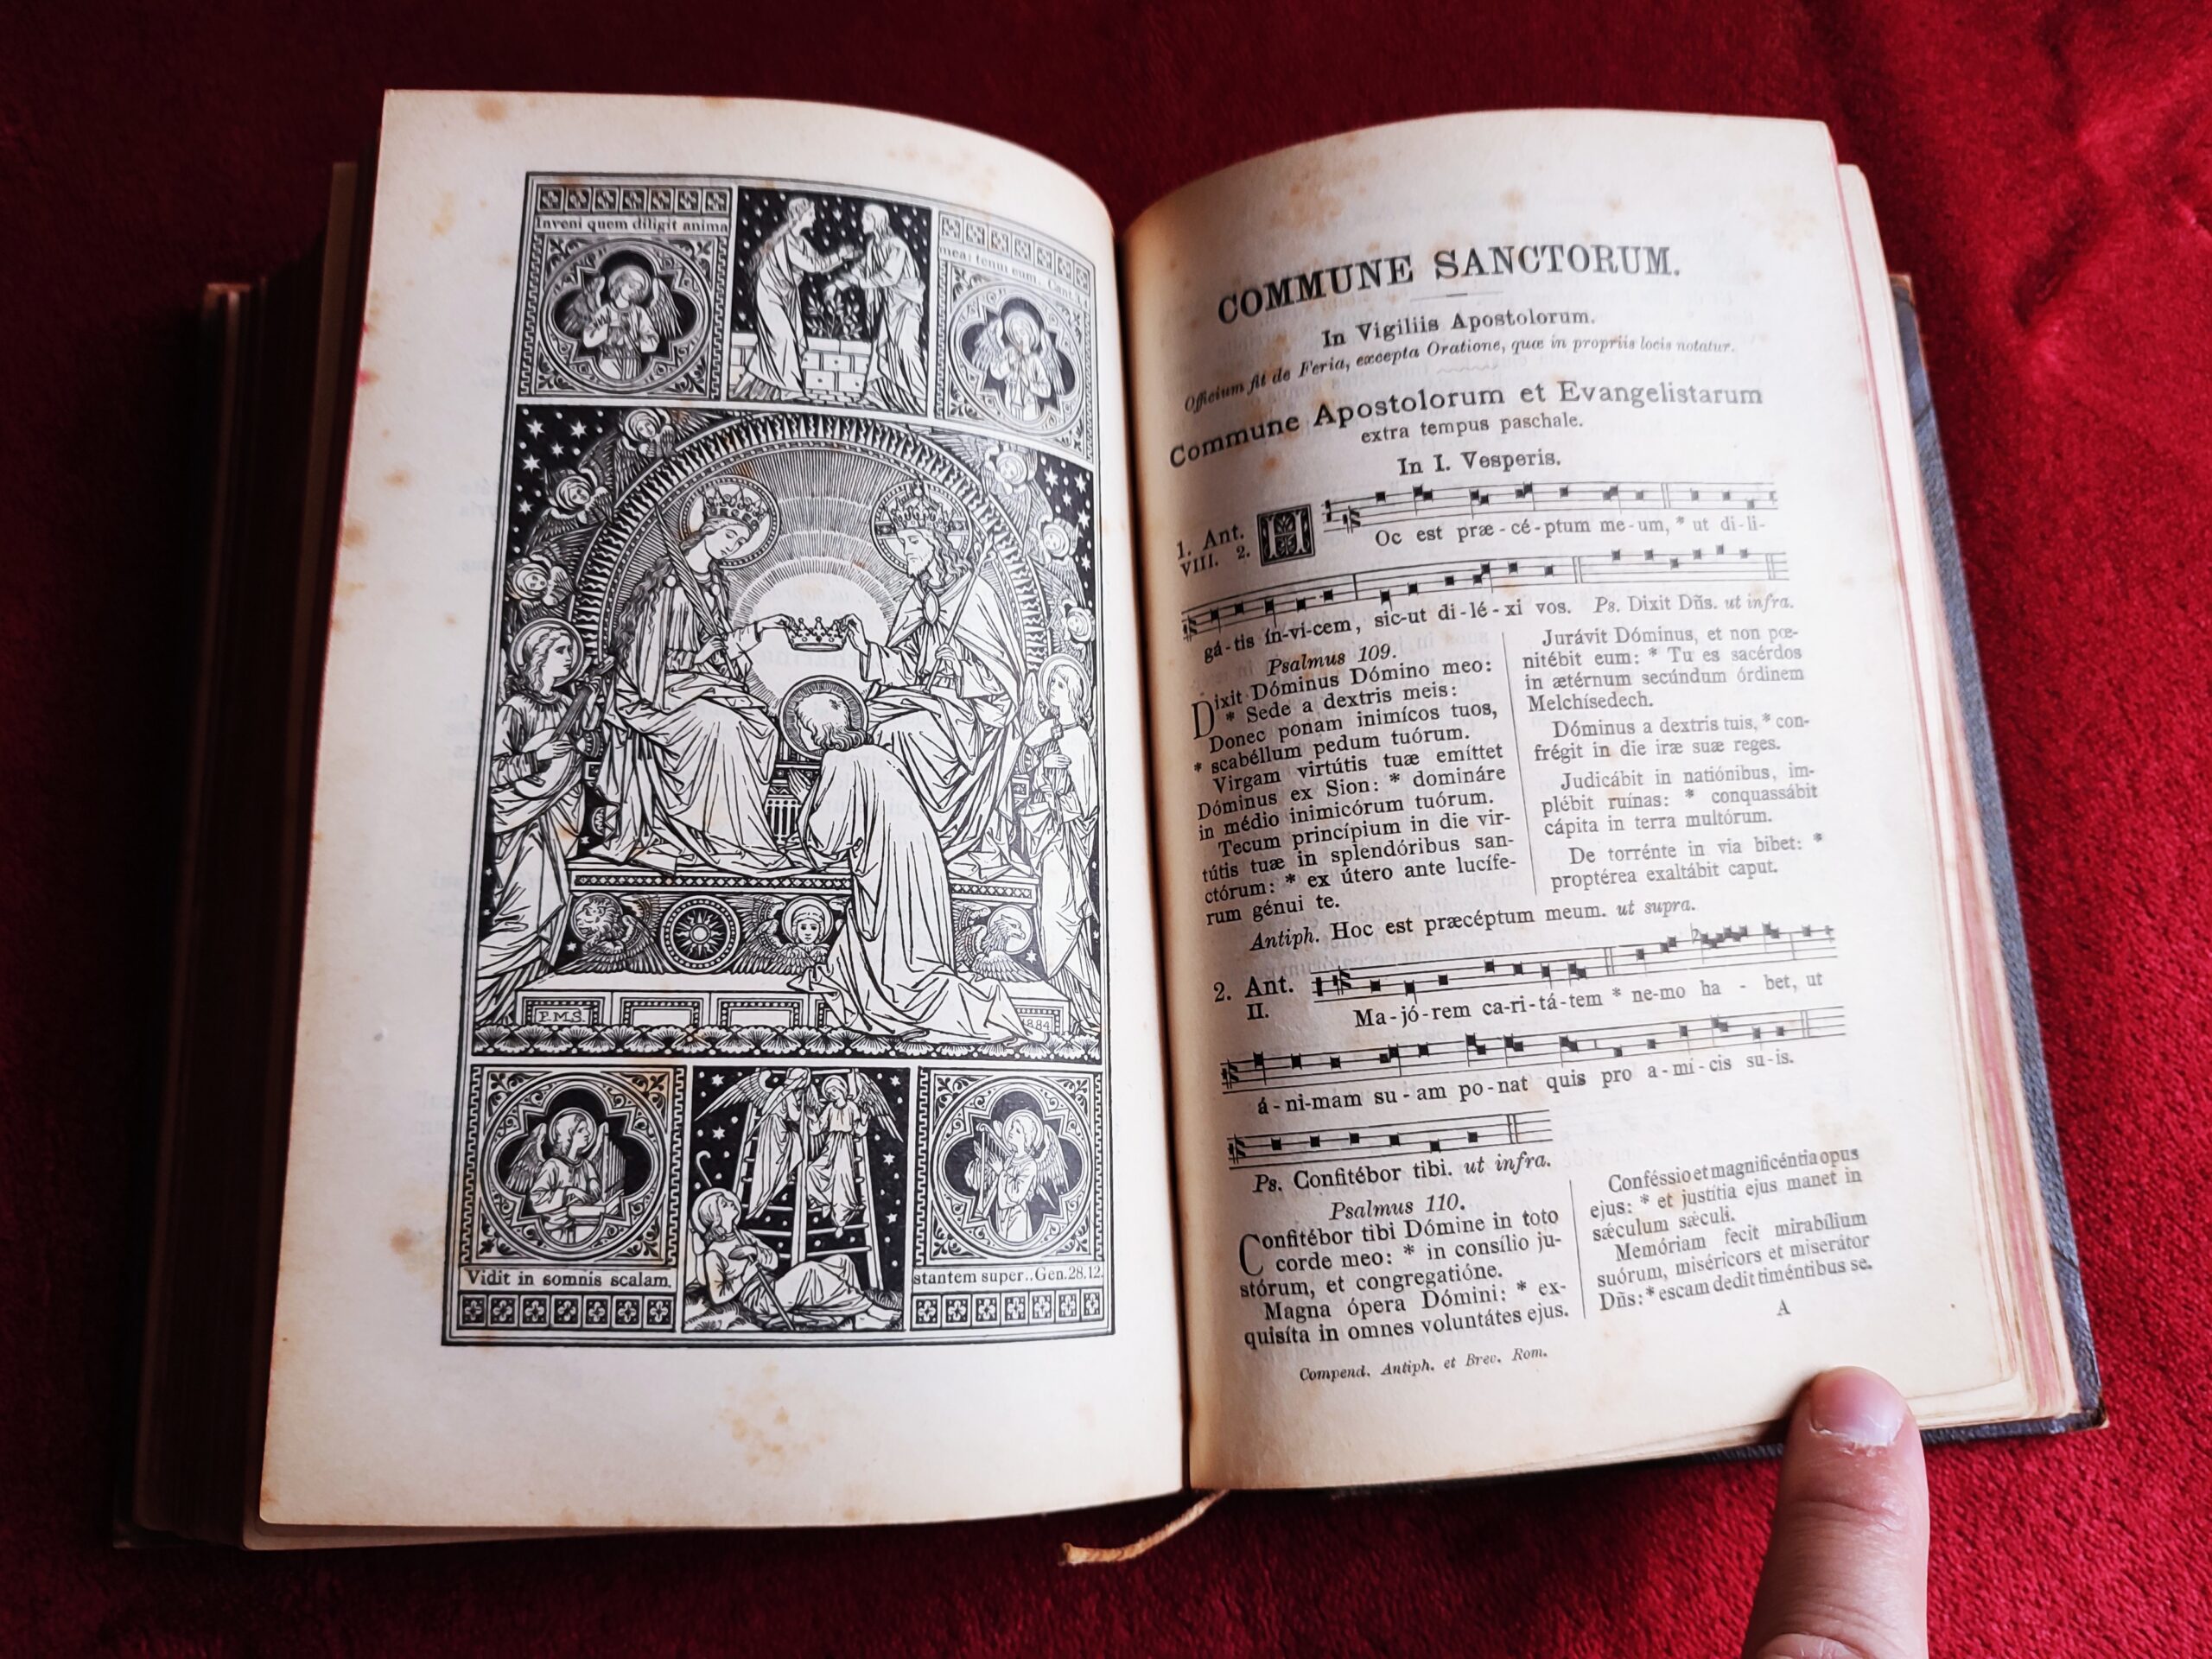 nveni quem diligit anima
mea: tenui eum. Cant.
P.M.S.
1884
Vidit in somnis scalam.
stantem super..Gen.28.12.
COMMUNE SANCTORUM.
In Vigiliis Apostolorum.
Officium fit de Feria, excepta Oratione, quæ in propriis locis notatur.
Commune Apostolorum et Evangelistarum
extra tempus paschale.
In I. Vesperis.
1. Ant.
VIII. 2.
H
Oc est præ-cé-ptum me-um, * ut di-li-
gá-tis ín-vi-cem, sic-ut di-lé-xi vos. Ps. Dixit Dñs. ut infra.
Psalmus 109.
Dixit Dóminus Dómino meo:
* Sede a dextris meis:
Donec ponam inimícos tuos,
* scabéllum pedum tuórum.
Virgam virtútis tuæ emíttet
Dóminus ex Sion: * domináre
in médio inimicórum tuórum.
Tecum princípium in die vir-
tútis tuæ in splendóribus san-
ctórum: * ex útero ante lucífe-
rum génui te.
Jurávit Dóminus, et non pœ-
nitébit eum: * Tu es sacérdos
in ætérnum secúndum órdinem
Melchísedech.
Dóminus a dextris tuis, * con-
frégit in die iræ suæ reges.
Judicábit in natiónibus, im-
plébit ruínas: * conquassábit
cápita in terra multórum.
De torrénte in via bibet: *
proptérea exaltábit caput.
Antiph. Hoc est præcéptum meum. ut supra.
2. Ant.
II.
Ma-jó-rem ca-ri-tá-tem * ne-mo ha - bet, ut
á-ni-mam su-am po-nat quis pro a-mí-cis su-is.
Ps. Confitébor tibi. ut infra.
Psalmus 110.
Confitébor tibi Dómine in toto
corde meo: * in consílio ju-
stórum, et congregatióne.
Magna ópera Dómini: * ex-
quisíta in omnes voluntátes ejus.
Conféssio et magnificéntia opus
ejus: * et justítia ejus manet in
sǽculum sǽculi.
Memóriam fecit mirabílium
suórum, miséricors et miserátor
Dñs: * escam dedit timéntibus se.
A
Compend. Antiph. et Brev. Rom.